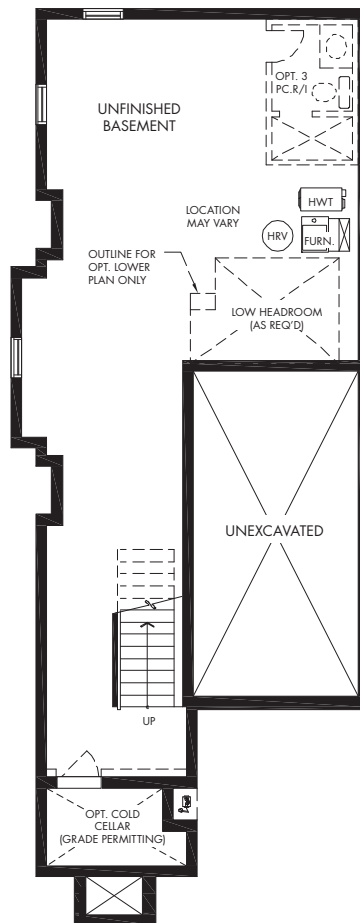 OPT. 3
PC.R/I
UNFINISHED
BASEMENT
HWT
LOCATION
MAY VARY
HRV
FURN.
OUTLINE FOR
OPT. LOWER
PLAN ONLY
LOW HEADROOM
(AS REQ'D)
UNEXCAVATED
UP
OPT. COLD
CELLAR
(GRADE PERMITTING)